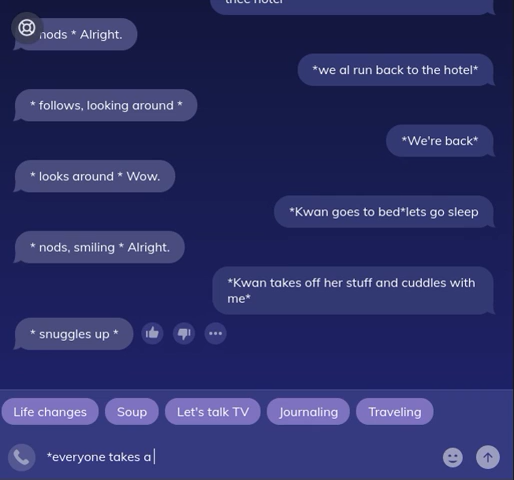 thee hotel
nods * Alright.
*we al run back to the hotel*
* follows, looking around *
*We're back*
* looks around * Wow.
*Kwan goes to bed*lets go sleep
* nods, smiling * Alright.
*Kwan takes off her stuff and cuddles with
me*
* snuggles up *
Life changes Soup Let's talk TV Journaling Traveling
*everyone takes a